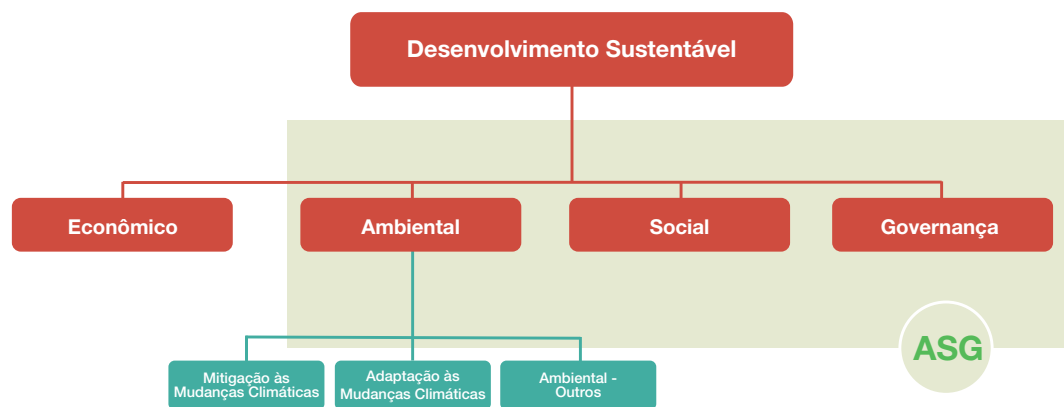 Desenvolvimento Sustentável
Econômico
Ambiental
Social
Governança
ASG
Mitigação às
Mudanças Climáticas
Adaptação às
Mudanças Climáticas
Ambiental -
Outros